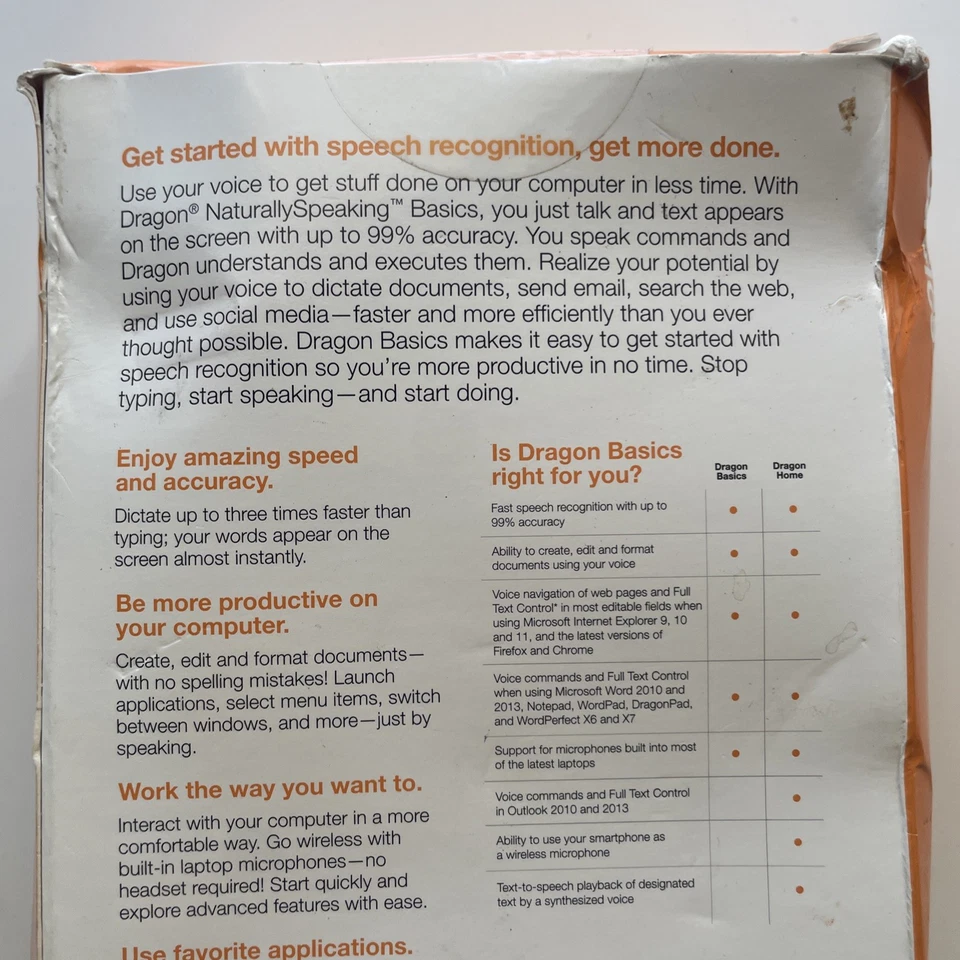 Get started with speech recognition, get more done.
Use your voice to get stuff done on your computer in less time. With
Dragon® NaturallySpeaking™ Basics, you just talk and text appears
on the screen with up to 99% accuracy. You speak commands and
Dragon understands and executes them. Realize your potential by
using your voice to dictate documents, send email, search the web,
and use social media—faster and more efficiently than you ever
thought possible. Dragon Basics makes it easy to get started with
speech recognition so you're more productive in no time. Stop
typing, start speaking—and start doing.
Enjoy amazing speed
and accuracy.
Dictate up to three times faster than
typing; your words appear on the
screen almost instantly.
Be more productive on
your computer.
Create, edit and format documents—
with no spelling mistakes! Launch
applications, select menu items, switch
between windows, and more—just by
speaking.
Work the way you want to.
Interact with your computer in a more
comfortable way. Go wireless with
built-in laptop microphones—no
headset required! Start quickly and
explore advanced features with ease.
Use favorite applications.
Is Dragon Basics
right for you?
Dragon
Basics
Dragon
Home
Fast speech recognition with up to
99% accuracy
Ability to create, edit and format
documents using your voice
Voice navigation of web pages and Full
Text Control* in most editable fields when
using Microsoft Internet Explorer 9, 10
and 11, and the latest versions of
Firefox and Chrome
Voice commands and Full Text Control
when using Microsoft Word 2010 and
2013, Notepad, WordPad, DragonPad,
and WordPerfect X6 and X7
Support for microphones built into most
of the latest laptops
Voice commands and Full Text Control
in Outlook 2010 and 2013
Ability to use your smartphone as
a wireless microphone
Text-to-speech playback of designated
text by a synthesized voice